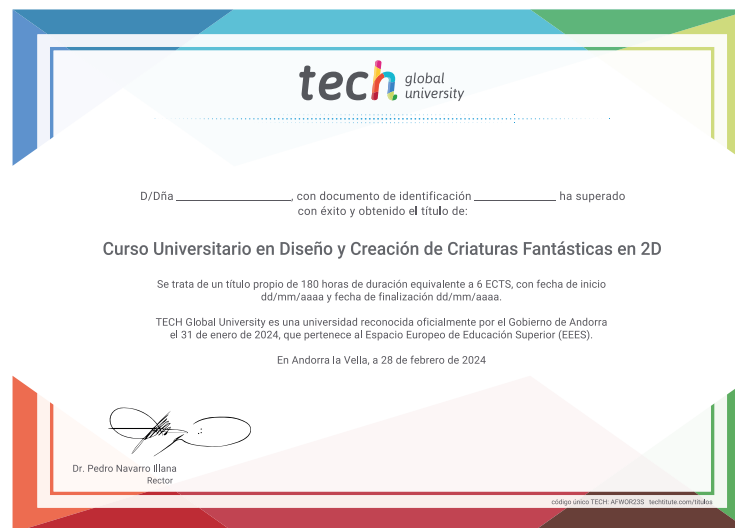 tech global university
D/Dña ______________, con documento de identificación __________ ha superado
con éxito y obtenido el título de:
Curso Universitario en Diseño y Creación de Criaturas Fantásticas en 2D
Se trata de un título propio de 180 horas de duración equivalente a 6 ECTS, con fecha de inicio
dd/mm/aaaa y fecha de finalización dd/mm/aaaa.
TECH Global University es una universidad reconocida oficialmente por el Gobierno de Andorra
el 31 de enero de 2024, que pertenece al Espacio Europeo de Educación Superior (EEES).
En Andorra la Vella, a 28 de febrero de 2024
Dr. Pedro Navarro Illana
Rector
código único TECH: AFWOR23S techtitute.com/titulos